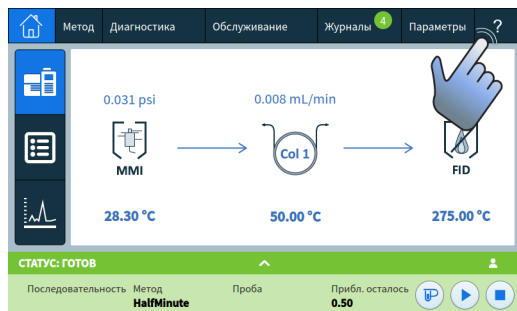 Метод Диагностика Обслуживание Журналы 4 Параметры ?
0.031 psi 0.008 mL/min
Col 1
MMI FID
28.30 °C 50.00 °C 275.00 °C
СТАТУС: ГОТОВ
Последовательность Метод Проба Прибл. осталось
HalfMinute 0.50